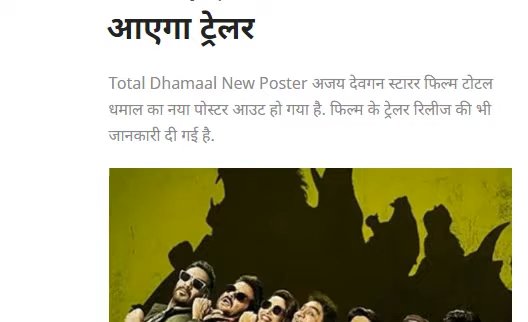 आएगा ट्रेलर
Total Dhamaal New Poster अजय देवगन स्टारर फिल्म टोटल
धमाल का नया पोस्टर आउट हो गया है. फिल्म के ट्रेलर रिलीज की भी
जानकारी दी गई है.